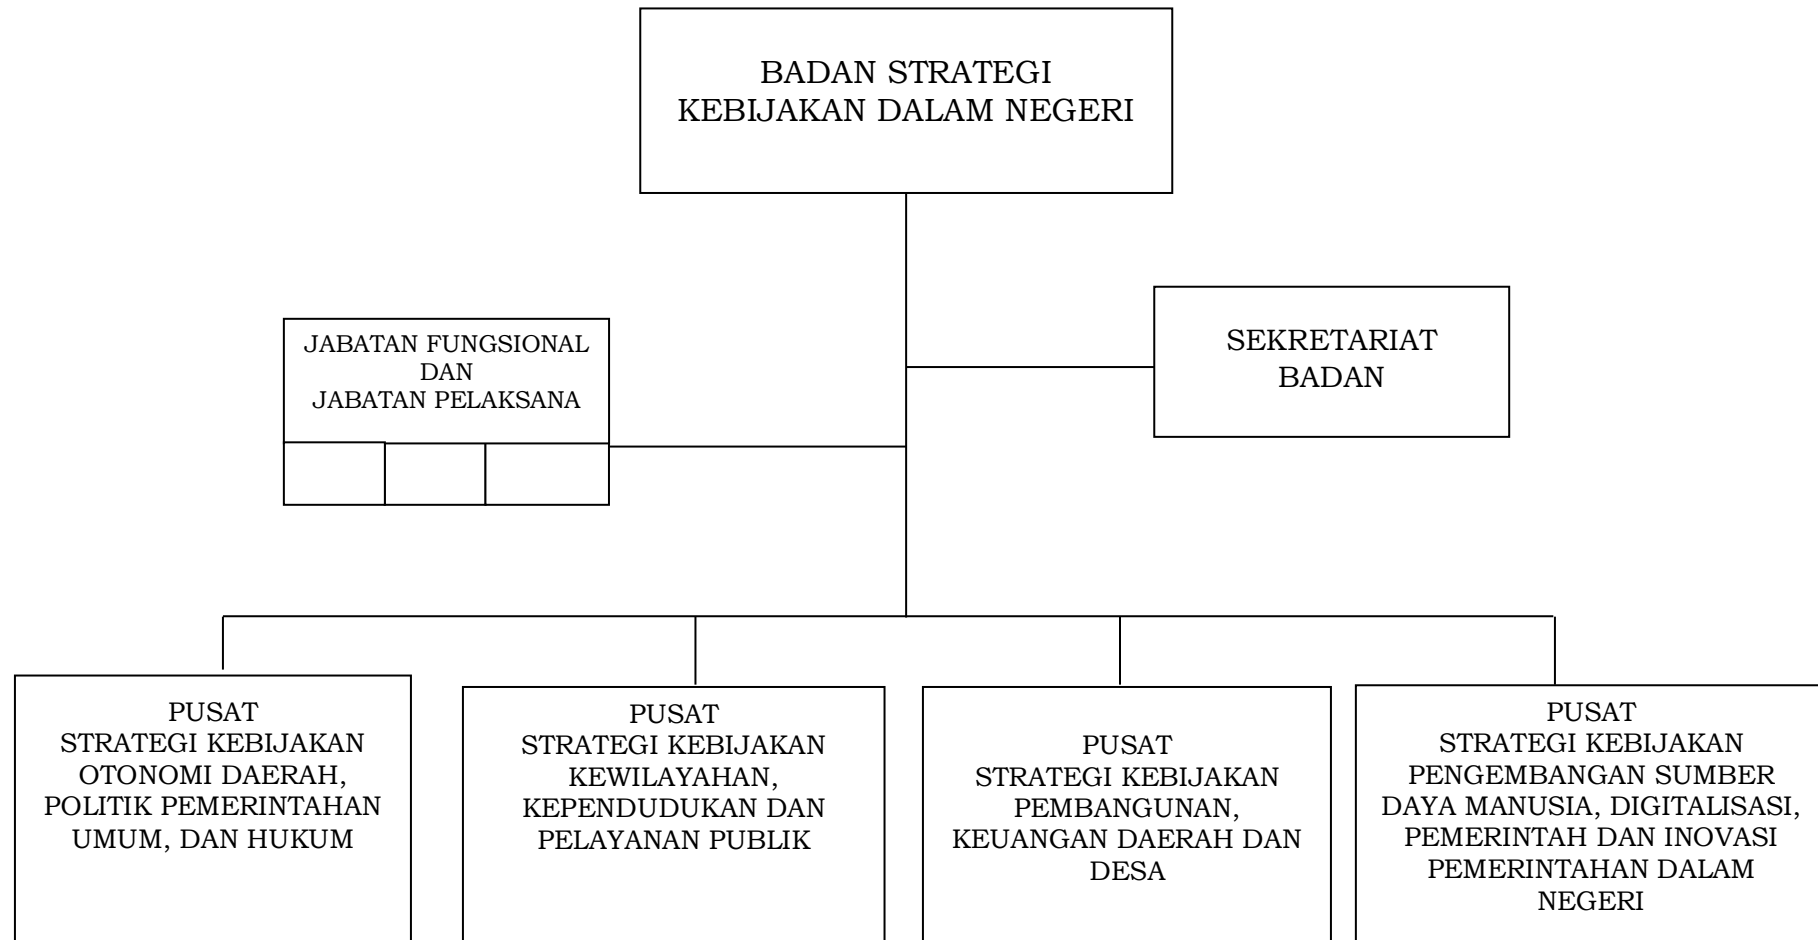 BADAN STRATEGI
KEBIJAKAN DALAM NEGERI
SEKRETARIAT
BADAN
JABATAN FUNGSIONAL
DAN
JABATAN PELAKSANA
PUSAT
STRATEGI KEBIJAKAN
OTONOMI DAERAH,
POLITIK PEMERINTAHAN
UMUM, DAN HUKUM
PUSAT
STRATEGI KEBIJAKAN
KEWILAYAHAN,
KEPENDUDUKAN DAN
PELAYANAN PUBLIK
PUSAT
STRATEGI KEBIJAKAN
PEMBANGUNAN,
KEUANGAN DAERAH DAN
DESA
PUSAT
STRATEGI KEBIJAKAN
PENGEMBANGAN SUMBER
DAYA MANUSIA, DIGITALISASI,
PEMERINTAH DAN INOVASI
PEMERINTAHAN DALAM
NEGERI